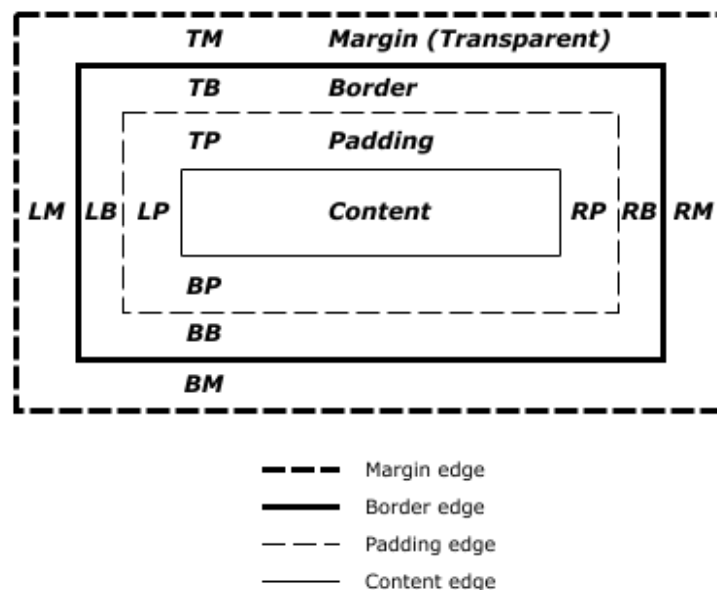 TM Margin (Transparent)
TB Border
TP Padding
LM LB LP Content RP RB RM
BP
BB
BM
Margin edge
Border edge
Padding edge
Content edge